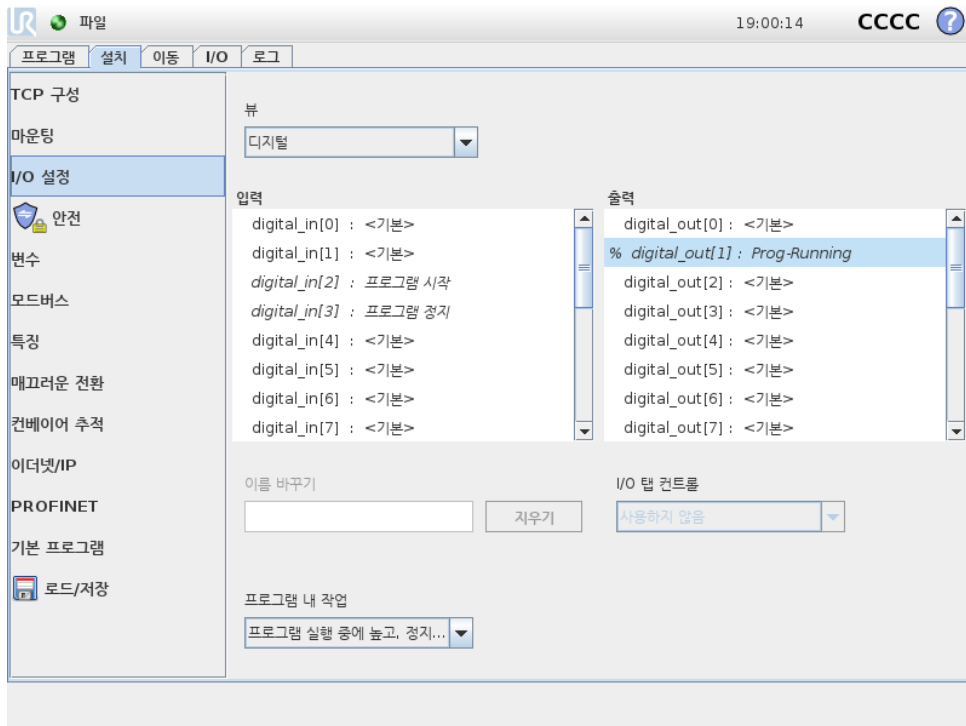 UR 파일 19:00:14 CCCC ?
프로그램 설치 이동 I/O 로그
TCP 구성
마운팅
I/O 설정
안전
변수
모드버스
특징
매끄러운 전환
컨베이어 추적
이더넷/IP
PROFINET
기본 프로그램
로드/저장
뷰
디지털
입력
digital_in[0] : <기본>
digital_in[1] : <기본>
digital_in[2] : 프로그램 시작
digital_in[3] : 프로그램 정지
digital_in[4] : <기본>
digital_in[5] : <기본>
digital_in[6] : <기본>
digital_in[7] : <기본>
출력
digital_out[0] : <기본>
% digital_out[1] : Prog-Running
digital_out[2] : <기본>
digital_out[3] : <기본>
digital_out[4] : <기본>
digital_out[5] : <기본>
digital_out[6] : <기본>
digital_out[7] : <기본>
이름 바꾸기
지우기
I/O 탭 컨트롤
사용하지 않음
프로그램 내 작업
프로그램 실행 중에 높고, 정지...